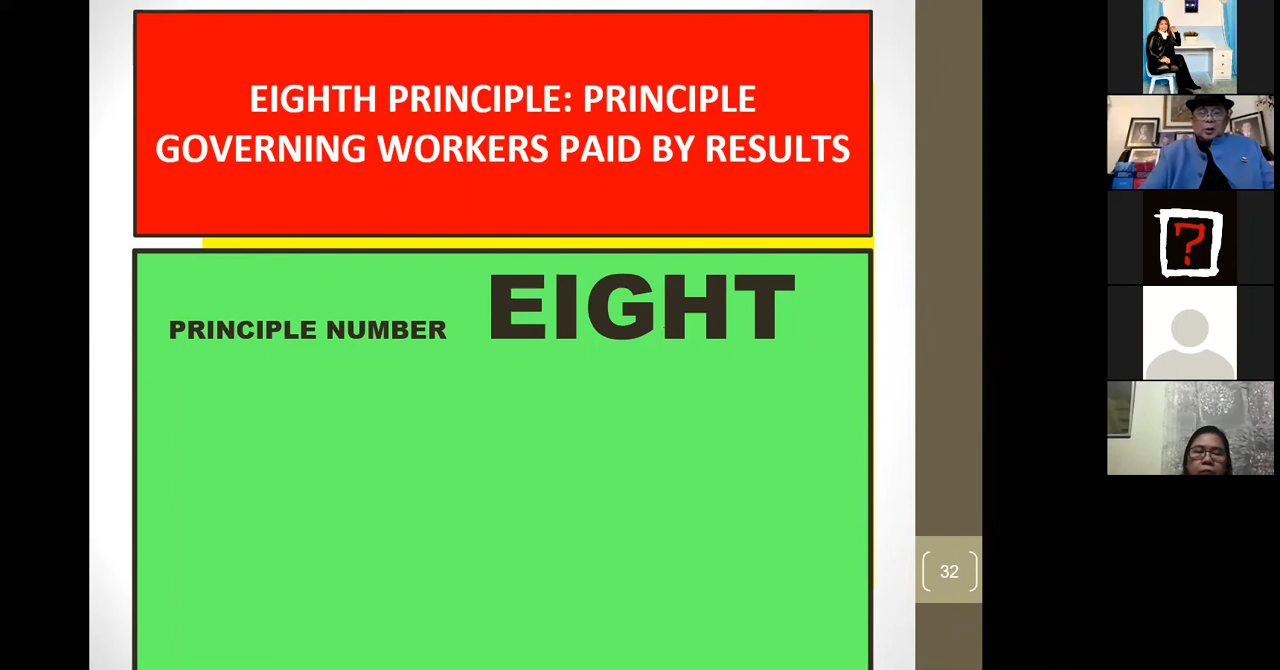 EIGHTH PRINCIPLE: PRINCIPLE
GOVERNING WORKERS PAID BY RESULTS
PRINCIPLE NUMBER EIGHT
32
?